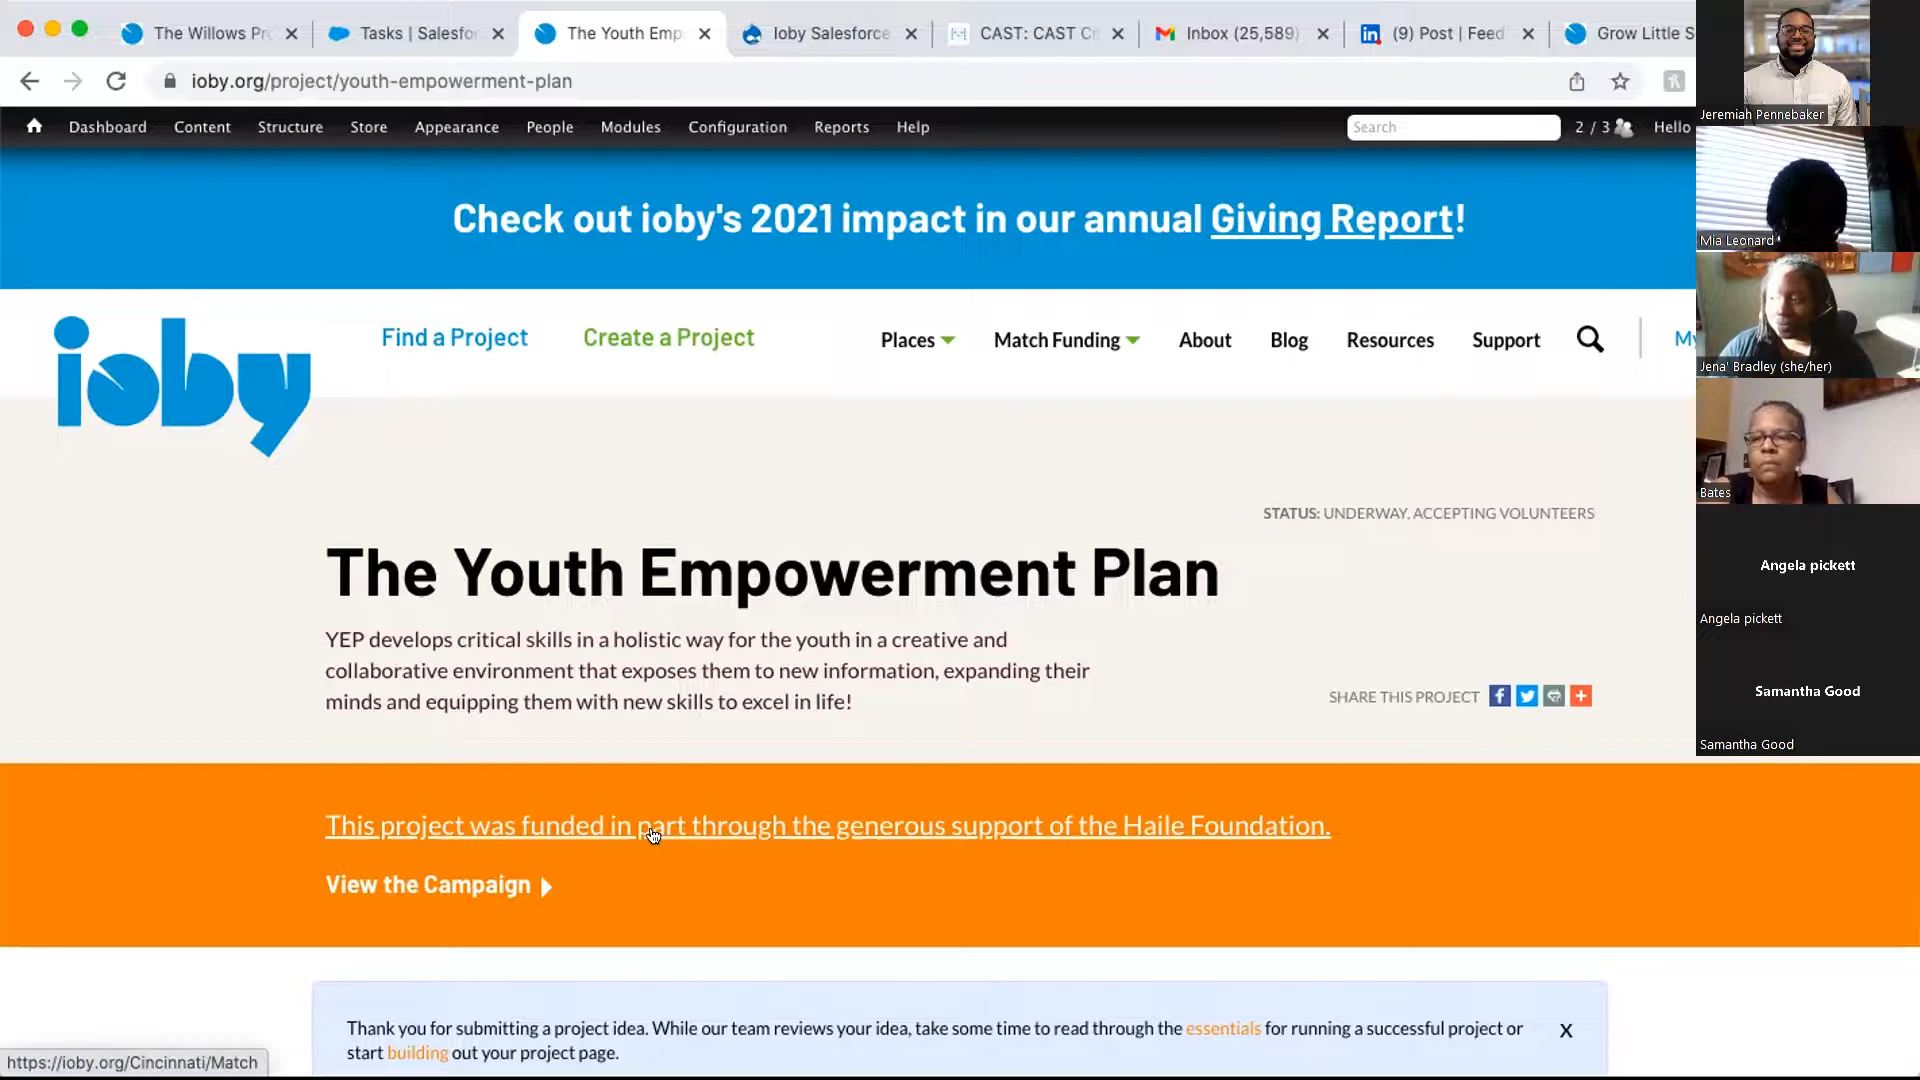 The Willows Pr
Tasks | Salesfo
The Youth Emp
Ioby Salesforce
CAST: CAST C
Inbox (25,589)
(9) Post | Feed
Grow Little S
ioby.org/project/youth-empowerment-plan
Dashboard Content Structure Store Appearance People Modules Configuration Reports Help
Search
2 / 3
Hello
Check out ioby's 2021 impact in our annual Giving Report!
ioby
Find a Project
Create a Project
Places
Match Funding
About
Blog
Resources
Support
My
STATUS: UNDERWAY, ACCEPTING VOLUNTEERS
The Youth Empowerment Plan
YEP develops critical skills in a holistic way for the youth in a creative and
collaborative environment that exposes them to new information, expanding their
minds and equipping them with new skills to excel in life!
SHARE THIS PROJECT
This project was funded in part through the generous support of the Haile Foundation.
View the Campaign
Thank you for submitting a project idea. While our team reviews your idea, take some time to read through the essentials for running a successful project or
start building out your project page.
X
https://ioby.org/Cincinnati/Match
Jeremiah Pennebaker
Mia Leonard
Jena' Bradley (she/her)
Bates
Angela pickett
Angela pickett
Samantha Good
Samantha Good